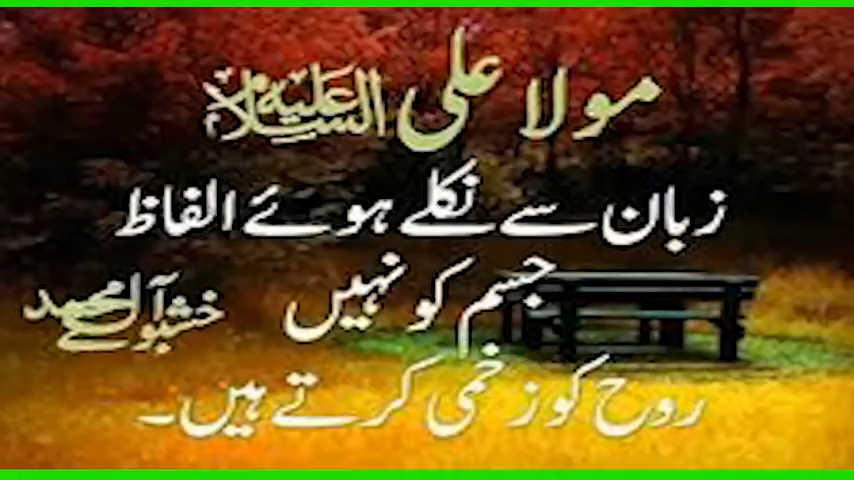 مولا علی علیہ السلام
زبان سے نکلے ہوئے الفاظ
جسم کو نہیں
روح کو زخمی کرتے ہیں۔
خشبوئے آل محمد